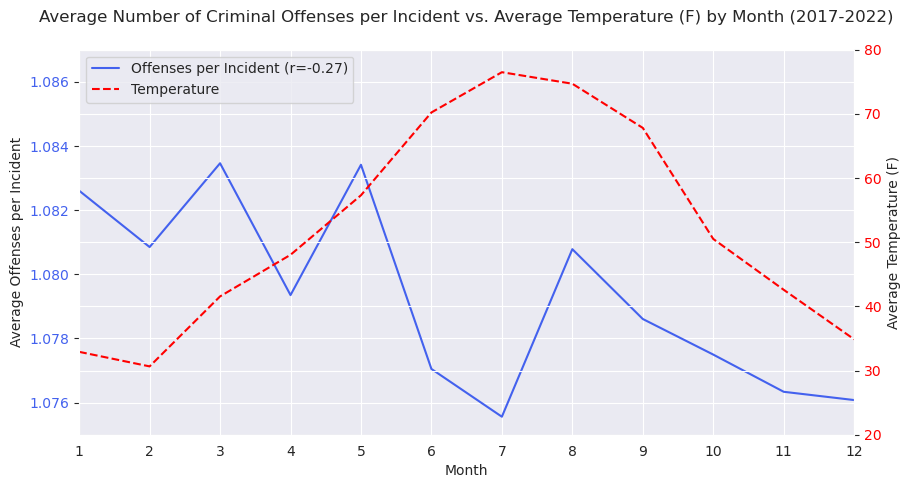 Average Number of Criminal Offenses per Incident vs. Average Temperature (F) by Month (2017-2022)
Offenses per Incident (r=-0.27)
Temperature
Average Offenses per Incident
1.086
1.084
1.082
1.080
1.078
1.076
80
70
60
50
40
30
20
Average Temperature (F)
1 2 3 4 5 6 7 8 9 10 11 12
Month